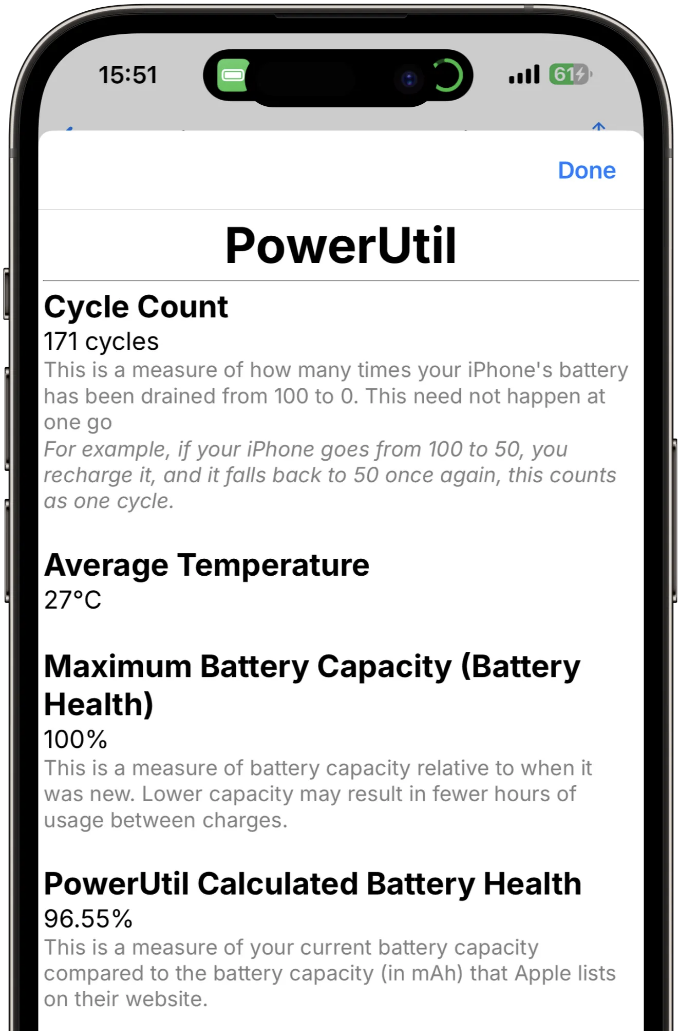 15:51
61
Done
PowerUtil
Cycle Count
171 cycles
This is a measure of how many times your iPhone's battery
has been drained from 100 to 0. This need not happen at
one go
For example, if your iPhone goes from 100 to 50, you
recharge it, and it falls back to 50 once again, this counts
as one cycle.
Average Temperature
27°C
Maximum Battery Capacity (Battery
Health)
100%
This is a measure of battery capacity relative to when it
was new. Lower capacity may result in fewer hours of
usage between charges.
PowerUtil Calculated Battery Health
96.55%
This is a measure of your current battery capacity
compared to the battery capacity (in mAh) that Apple lists
on their website.